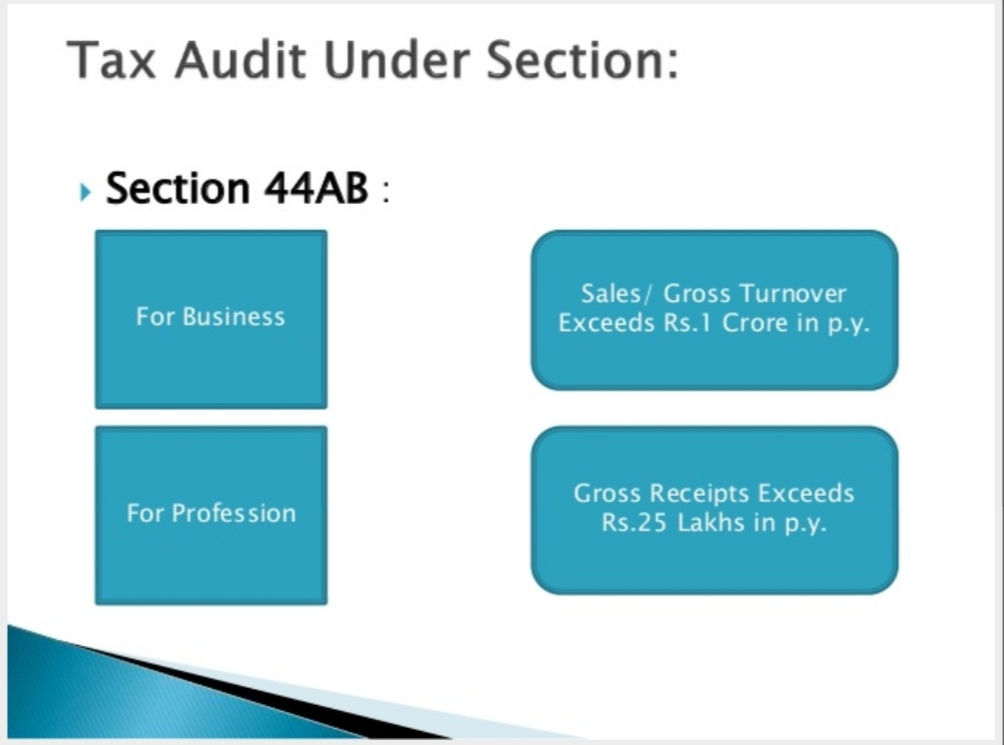 Tax Audit Under Section:
Section 44AB :
For Business
Sales/ Gross Turnover
Exceeds Rs.1 Crore in p.y.
For Profession
Gross Receipts Exceeds
Rs.25 Lakhs in p.y.